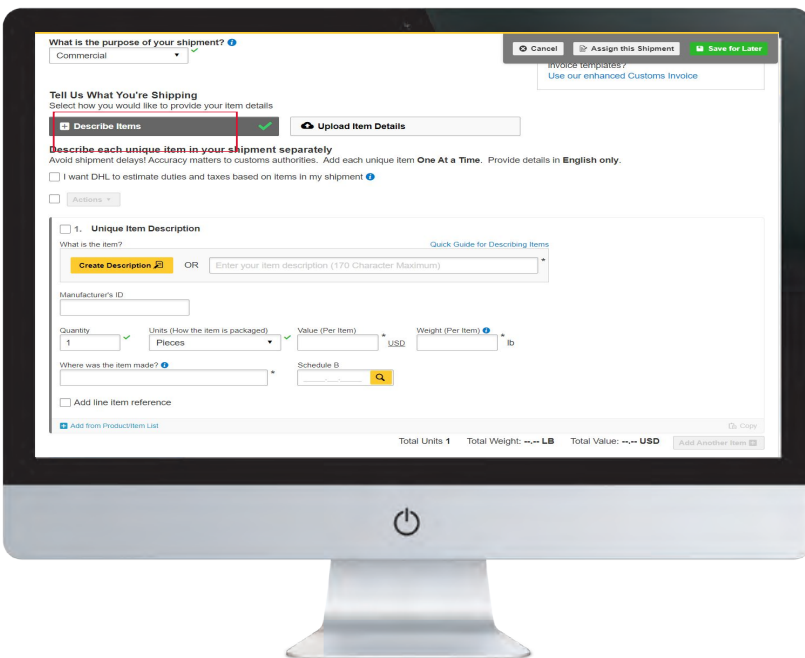 What is the purpose of your shipment?
Commercial
Cancel
Assign this Shipment
Save for Later
invoice templates?
Use our enhanced Customs Invoice
Tell Us What You're Shipping
Select how you would like to provide your item details
Describe Items
Upload Item Details
Describe each unique item in your shipment separately
Avoid shipment delays! Accuracy matters to customs authorities. Add each unique item One At a Time. Provide details in English only.
I want DHL to estimate duties and taxes based on items in my shipment
Actions
1. Unique Item Description
What is the item?
Quick Guide for Describing Items
Create Description
OR
Enter your item description (170 Character Maximum)
*
Manufacturer's ID
Quantity
Units (How the item is packaged)
Value (Per Item)
Weight (Per Item)
1
Pieces
* USD
* lb
Where was the item made?
Schedule B
*
Add line item reference
Add from Product/Item List
Copy
Total Units 1 Total Weight: --.-- LB Total Value: --.-- USD
Add Another Item